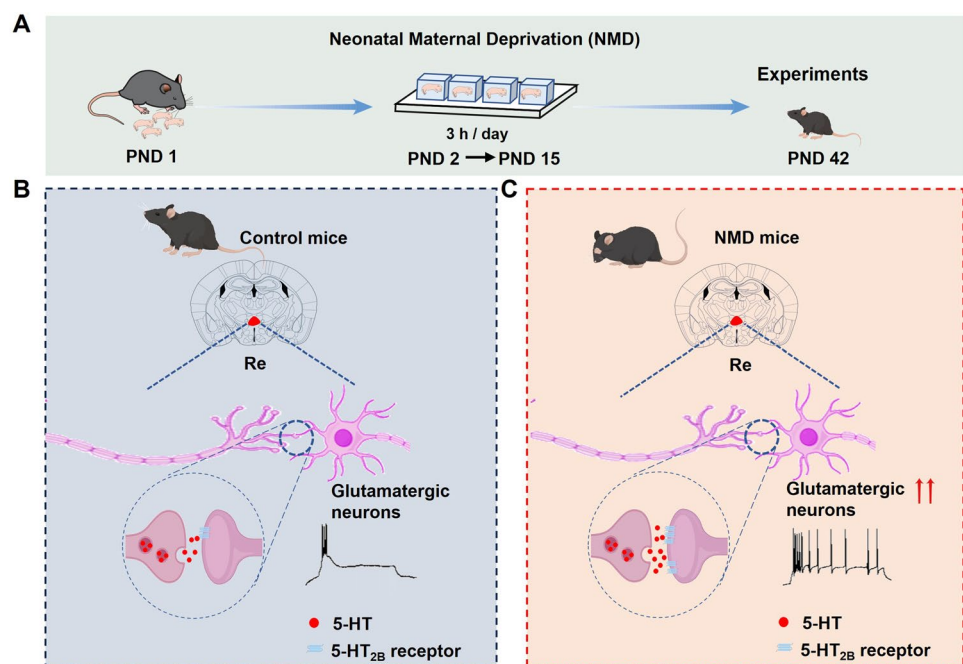 A
Neonatal Maternal Deprivation (NMD)
Experiments
3 h / day
PND 1
PND 2 → PND 15
PND 42
B
Control mice
Re
Glutamatergic
neurons
5-HT
5-HT2B receptor
C
NMD mice
Re
Glutamatergic ↑↑
neurons
5-HT
5-HT2B receptor